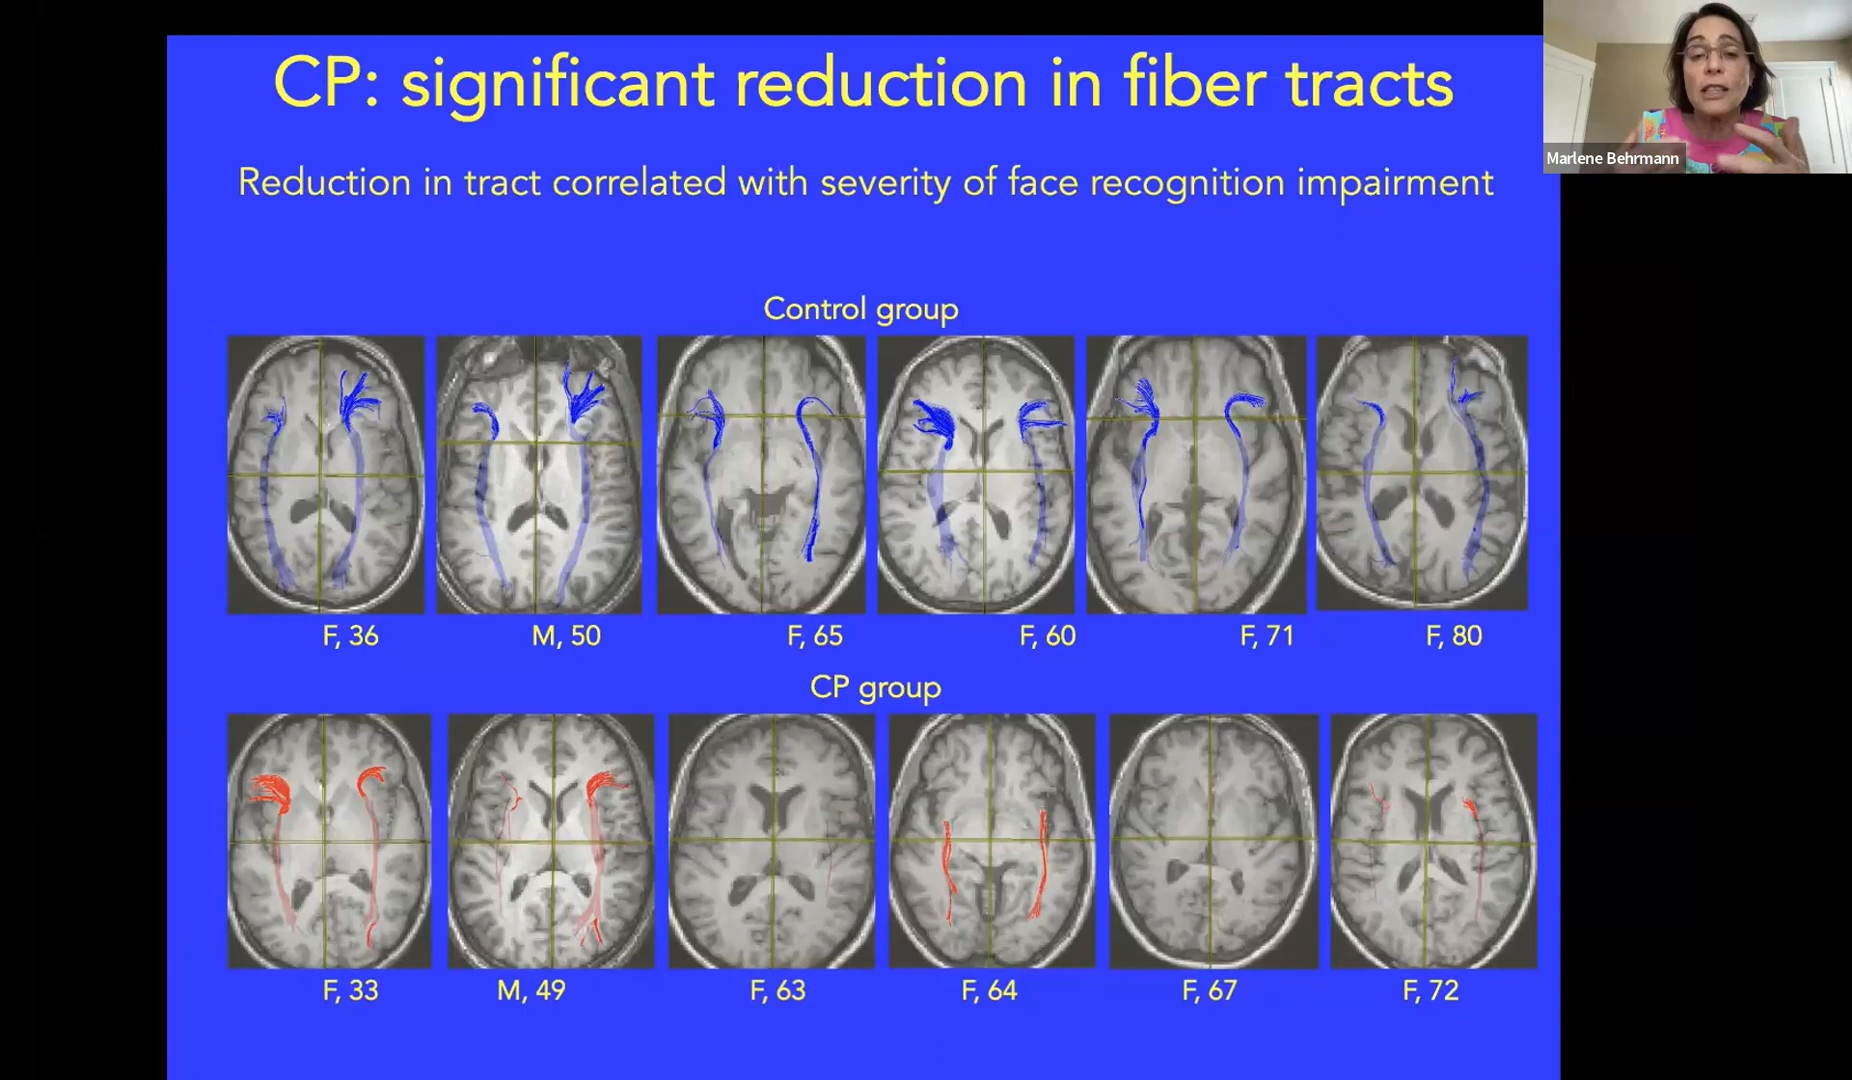 CP: significant reduction in fiber tracts
Marlene Behrmann
Reduction in tract correlated with severity of face recognition impairment
Control group
F, 36 M, 50 F, 65 F, 60 F, 71 F, 80
CP group
F, 33 M, 49 F, 63 F, 64 F, 67 F, 72